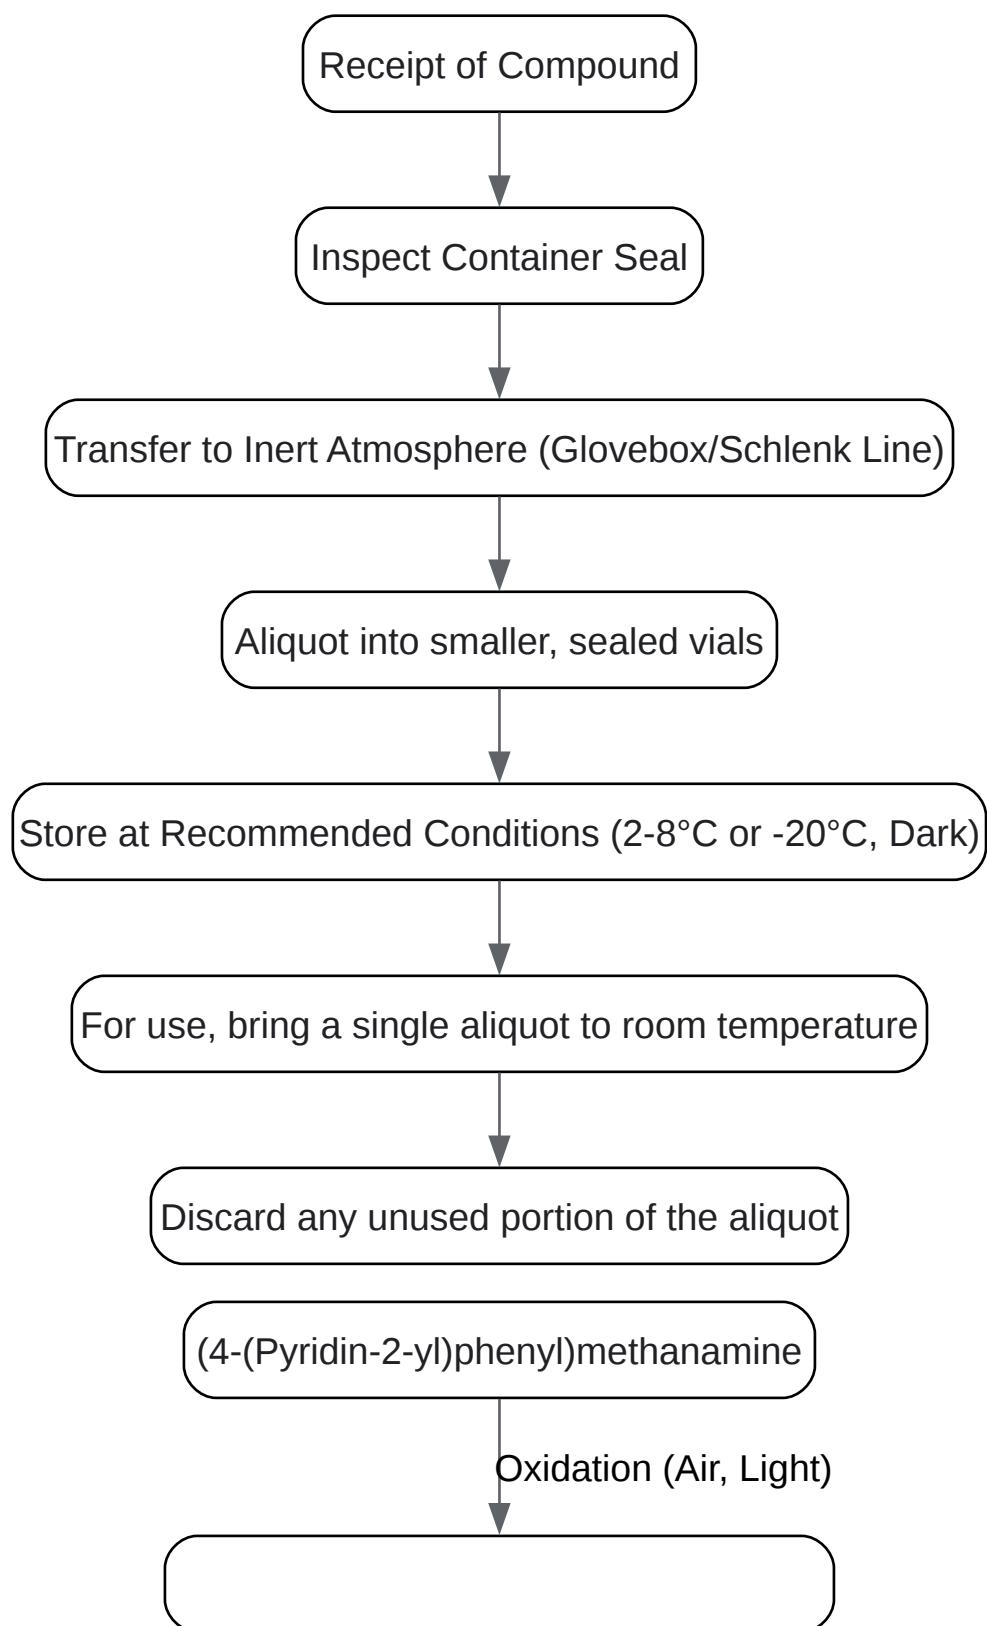 Receipt of Compound
Inspect Container Seal
Transfer to Inert Atmosphere (Glovebox/Schlenk Line)
Aliquot into smaller, sealed vials
Store at Recommended Conditions (2-8°C or -20°C, Dark)
For use, bring a single aliquot to room temperature
Discard any unused portion of the aliquot
(4-(Pyridin-2-yl)phenyl)methanamine
Oxidation (Air, Light)